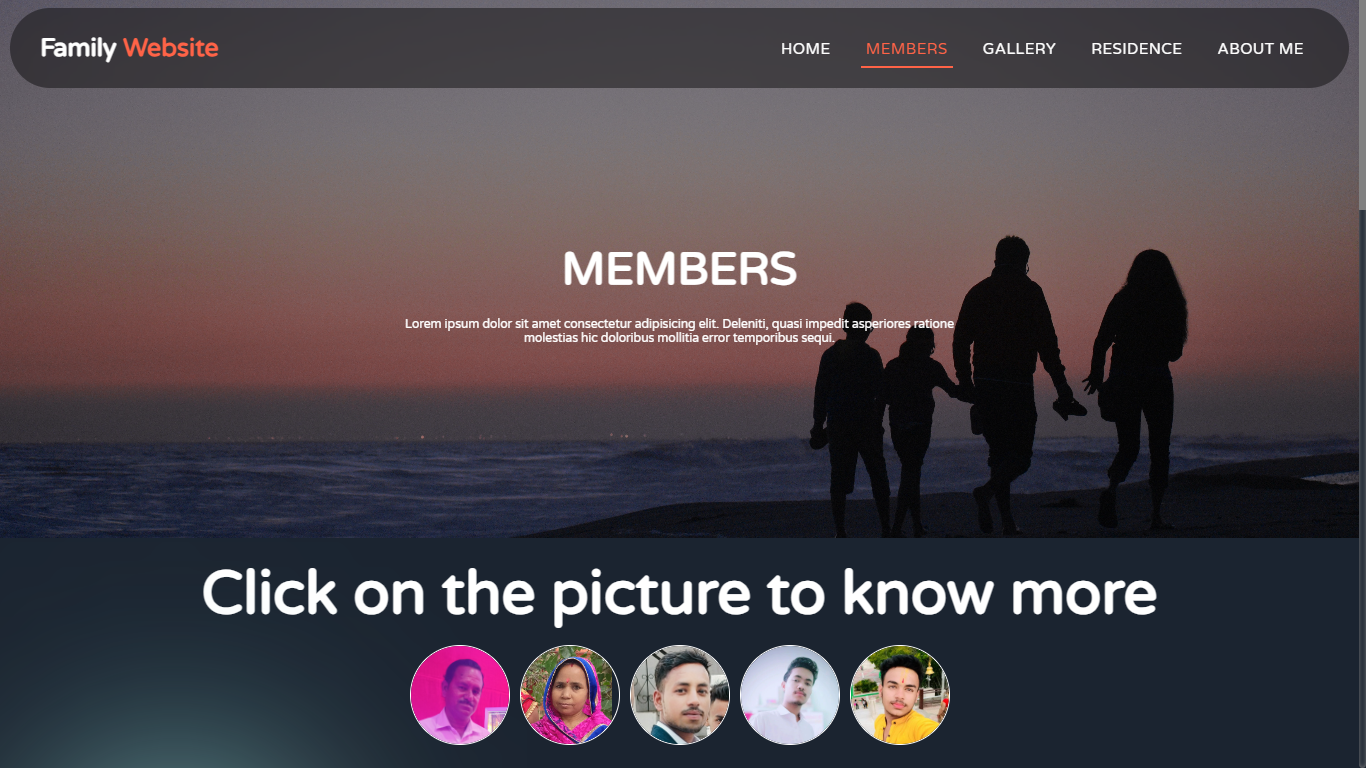 Family Website
HOME
MEMBERS
GALLERY
RESIDENCE
ABOUT ME
MEMBERS
Lorem ipsum dolor sit amet consectetur adipisicing elit. Deleniti, quasi impedit asperiores ratione
molestias hic doloribus mollitia error temporibus sequi.
Click on the picture to know more